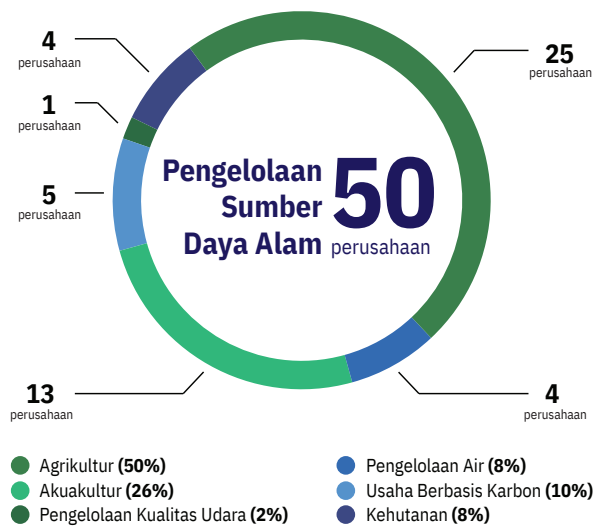 4
perusahaan
25
perusahaan
1
perusahaan
5
perusahaan
Pengelolaan
Sumber
Daya Alam
50
perusahaan
13
perusahaan
4
perusahaan
Agrikultur (50%)
Akuakultur (26%)
Pengelolaan Kualitas Udara (2%)
Pengelolaan Air (8%)
Usaha Berbasis Karbon (10%)
Kehutanan (8%)